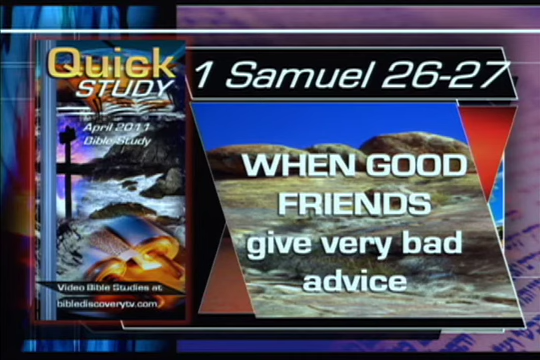 Quick
STUDY
April 2011
Bible Study
Video Bible Studies at
biblediscoverytv.com
1 Samuel 26-27
WHEN GOOD
FRIENDS
give very bad
advice